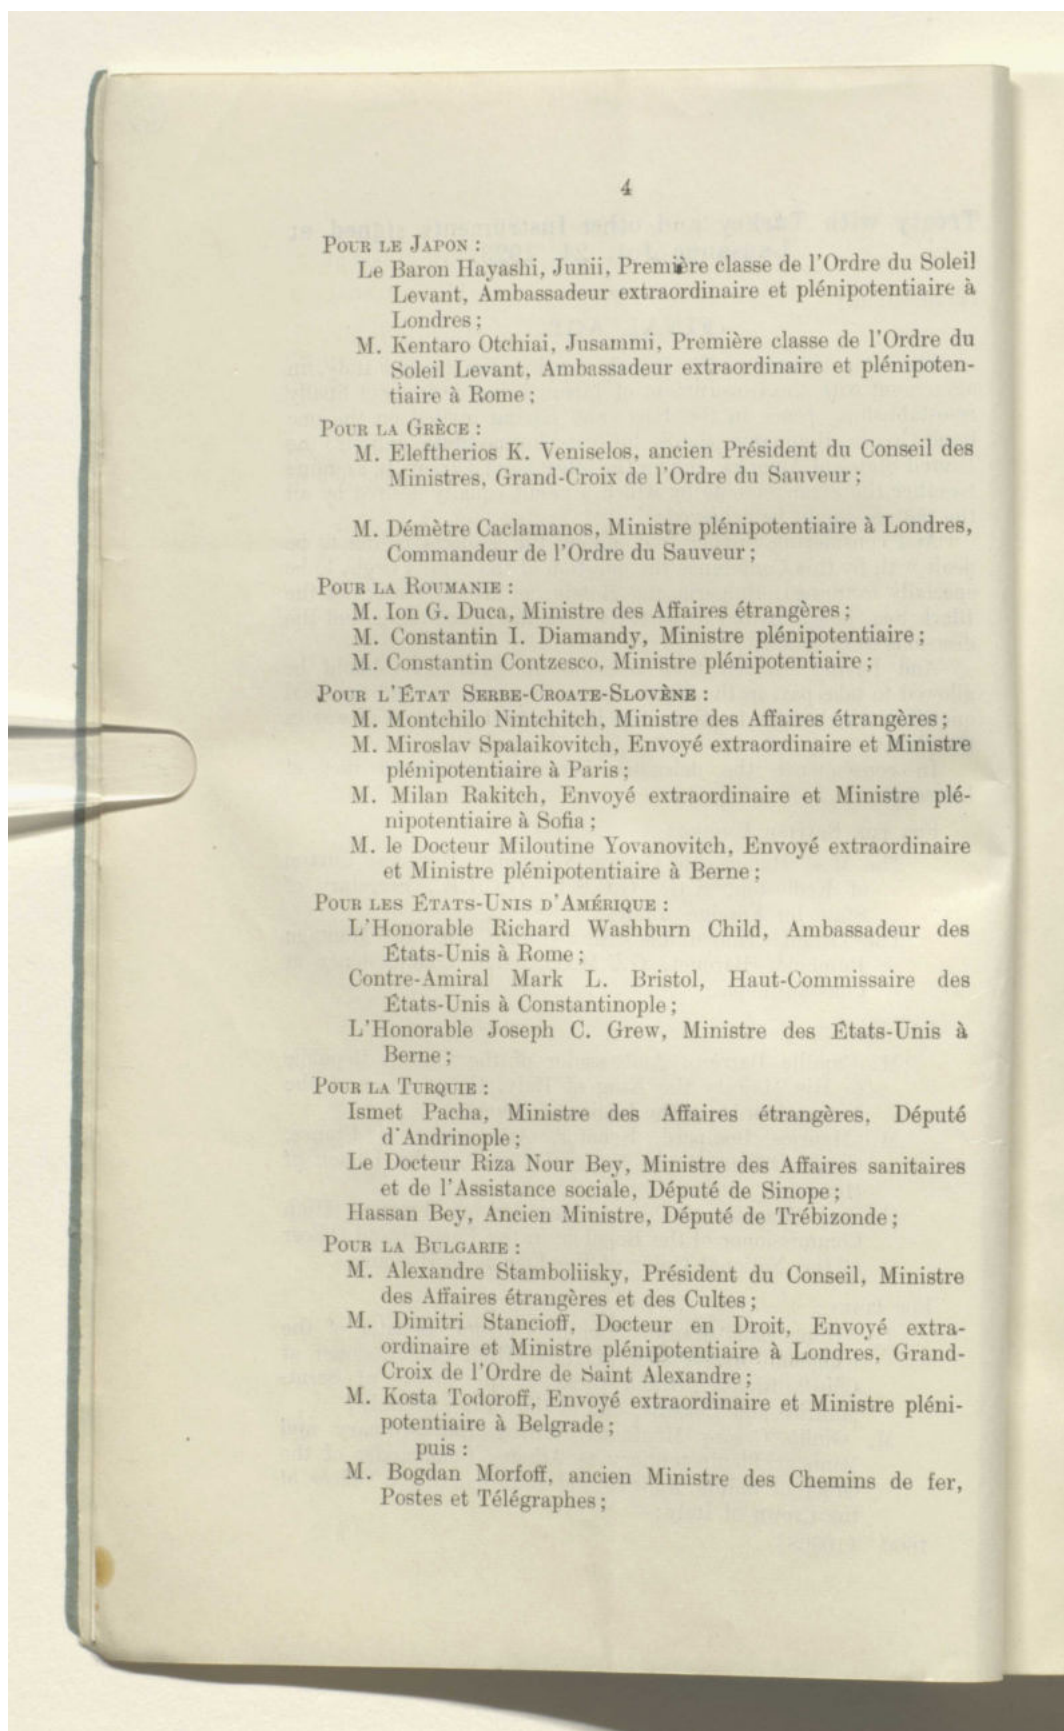 4
POUR LE JAPON :
Le Baron Hayashi, Junii, Première classe de l'Ordre du Soleil
Levant, Ambassadeur extraordinaire et plénipotentiaire à
Londres ;
M. Kentaro Otchiai, Jusammi, Première classe de l'Ordre du
Soleil Levant, Ambassadeur extraordinaire et plénipoten-
tiaire à Rome ;
POUR LA GRÈCE :
M. Eleftherios K. Veniselos, ancien Président du Conseil des
Ministres, Grand-Croix de l'Ordre du Sauveur ;
M. Démètre Caclamanos, Ministre plénipotentiaire à Londres,
Commandeur de l'Ordre du Sauveur ;
POUR LA ROUMANIE :
M. Ion G. Duca, Ministre des Affaires étrangères ;
M. Constantin I. Diamandy, Ministre plénipotentiaire ;
M. Constantin Contzesco, Ministre plénipotentiaire ;
POUR L'ÉTAT SERBE-CROATE-SLOVÈNE :
M. Montchilo Nintchitch, Ministre des Affaires étrangères ;
M. Miroslav Spalaikovitch, Envoyé extraordinaire et Ministre
plénipotentiaire à Paris ;
M. Milan Rakitch, Envoyé extraordinaire et Ministre plé-
nipotentiaire à Sofia ;
M. le Docteur Miloutine Yovanovitch, Envoyé extraordinaire
et Ministre plénipotentiaire à Berne ;
POUR LES ÉTATS-UNIS D'AMÉRIQUE :
L'Honorable Richard Washburn Child, Ambassadeur des
États-Unis à Rome ;
Contre-Amiral Mark L. Bristol, Haut-Commissaire des
États-Unis à Constantinople ;
L'Honorable Joseph C. Grew, Ministre des États-Unis à
Berne ;
POUR LA TURQUIE :
Ismet Pacha, Ministre des Affaires étrangères, Député
d'Andrinople ;
Le Docteur Riza Nour Bey, Ministre des Affaires sanitaires
et de l'Assistance sociale, Député de Sinope ;
Hassan Bey, Ancien Ministre, Député de Trébizonde ;
POUR LA BULGARIE :
M. Alexandre Stamboliisky, Président du Conseil, Ministre
des Affaires étrangères et des Cultes ;
M. Dimitri Stancioff, Docteur en Droit, Envoyé extra-
ordinaire et Ministre plénipotentiaire à Londres, Grand-
Croix de l'Ordre de Saint Alexandre ;
M. Kosta Todoroff, Envoyé extraordinaire et Ministre pléni-
potentiaire à Belgrade ;
puis :
M. Bogdan Morfoff, ancien Ministre des Chemins de fer,
Postes et Télégraphes ;